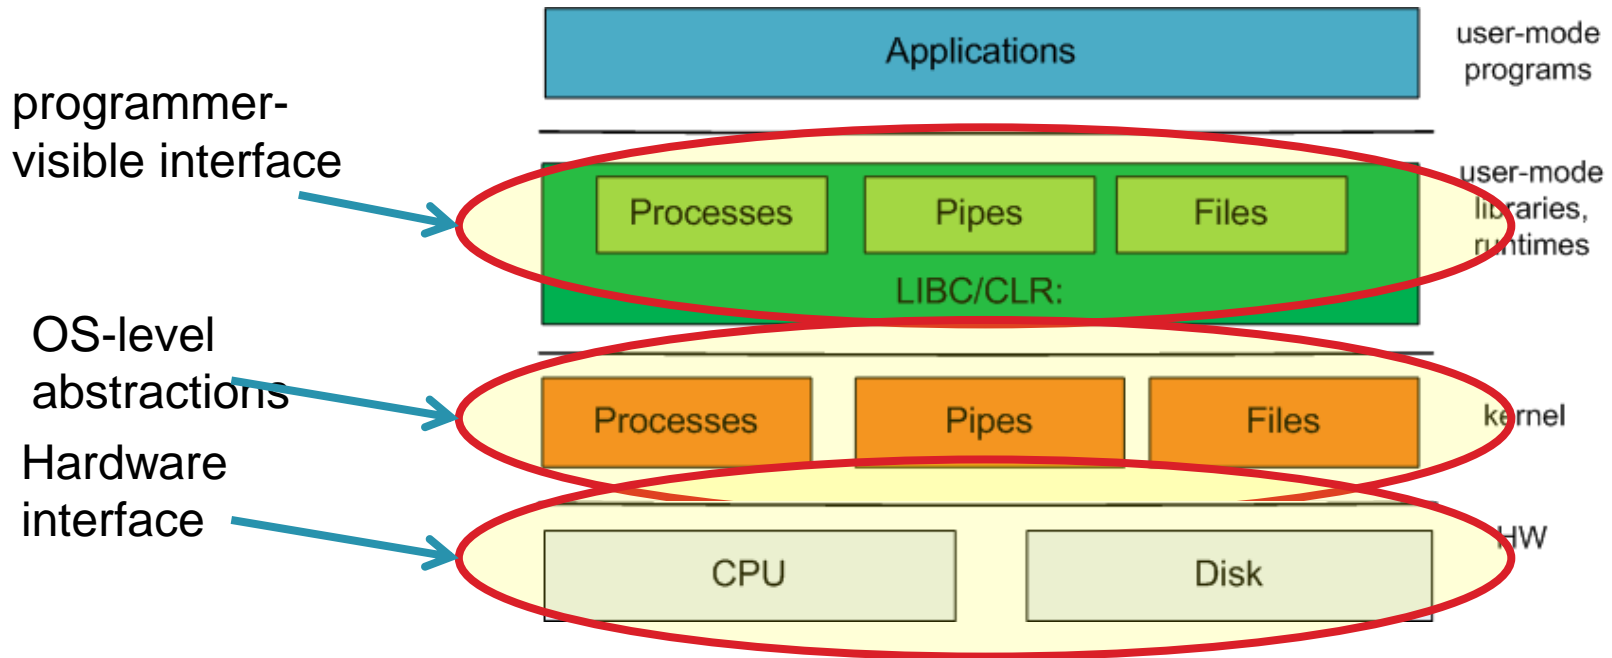 Applications
user-mode
programs
programmer-
visible interface
Processes
Pipes
Files
LIBC/CLR:
user-mode
libraries,
runtimes
OS-level
abstractions
Processes
Pipes
Files
kernel
Hardware
interface
CPU
Disk
HW